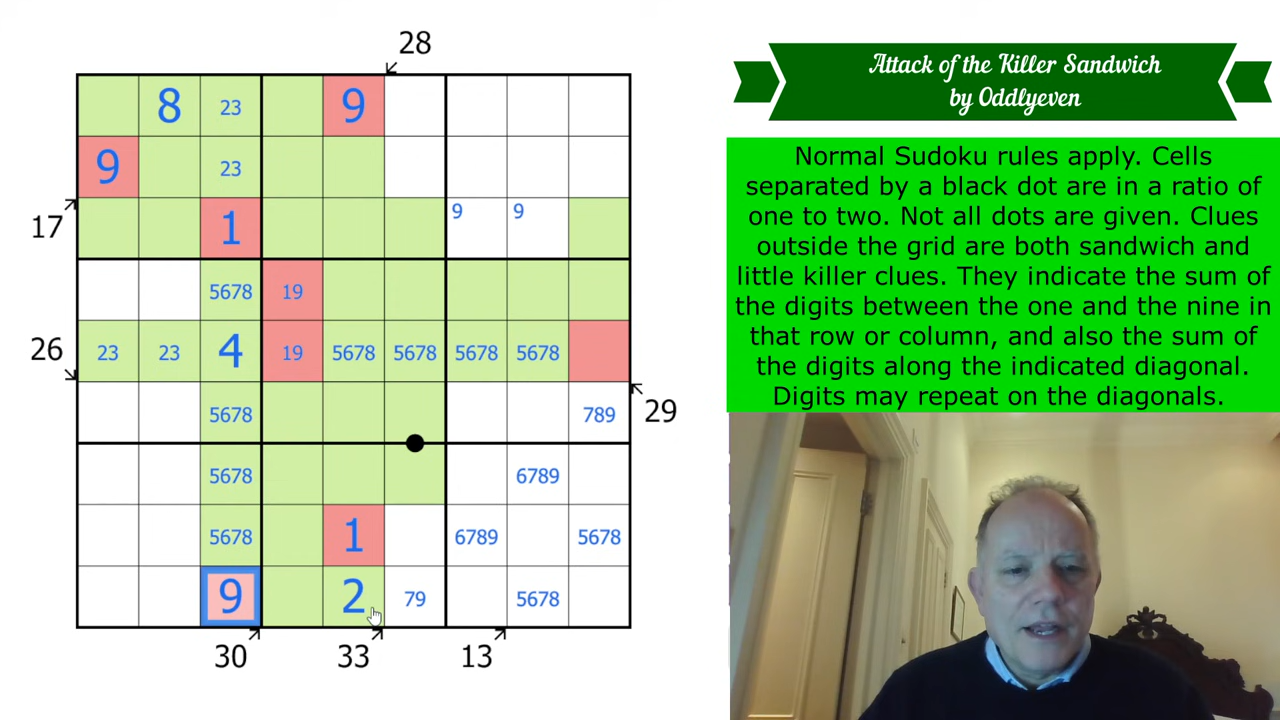 28
Attack of the Killer Sandwich
by Oddlyeven
8 23 9
9 23
17 1 9 9
5678 19
26 23 23 4 19 5678 5678 5678 5678
5678 789 29
5678 6789
5678 1 6789 5678
9 2 79 5678
30 33 13
Normal Sudoku rules apply. Cells
separated by a black dot are in a ratio of
one to two. Not all dots are given. Clues
outside the grid are both sandwich and
little killer clues. They indicate the sum of
the digits between the one and the nine in
that row or column, and also the sum of
the digits along the indicated diagonal.
Digits may repeat on the diagonals.